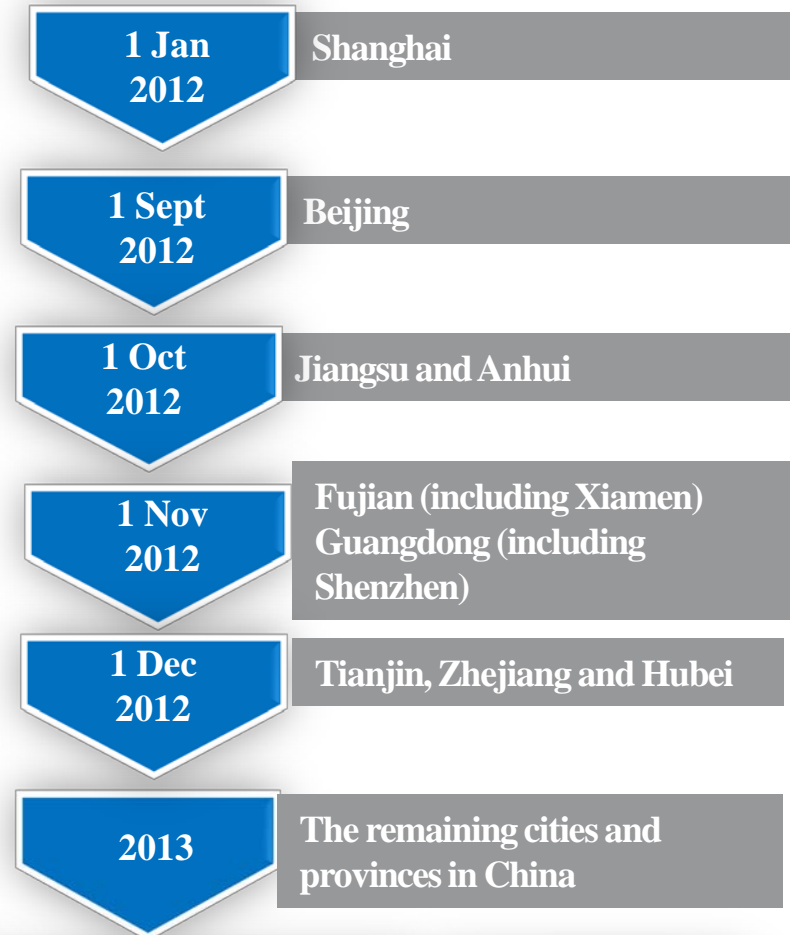 1 Jan
2012
Shanghai
1 Sept
2012
Beijing
1 Oct
2012
Jiangsu and Anhui
1 Nov
2012
Fujian (including Xiamen)
Guangdong (including
Shenzhen)
1 Dec
2012
Tianjin, Zhejiang and Hubei
2013
The remaining cities and
provinces in China